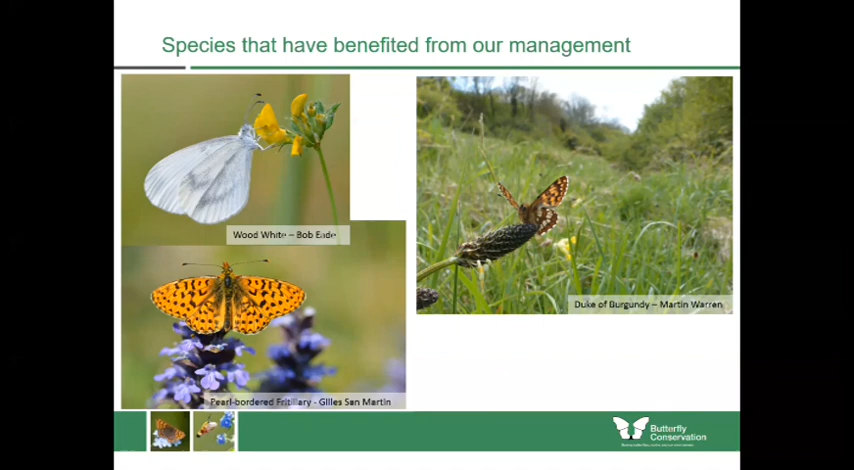 Species that have benefited from our management
Wood White – Bob Eade
Duke of Burgundy – Martin Warren
Pearl-bordered Fritillary - Gilles San Martin
Butterfly
Conservation